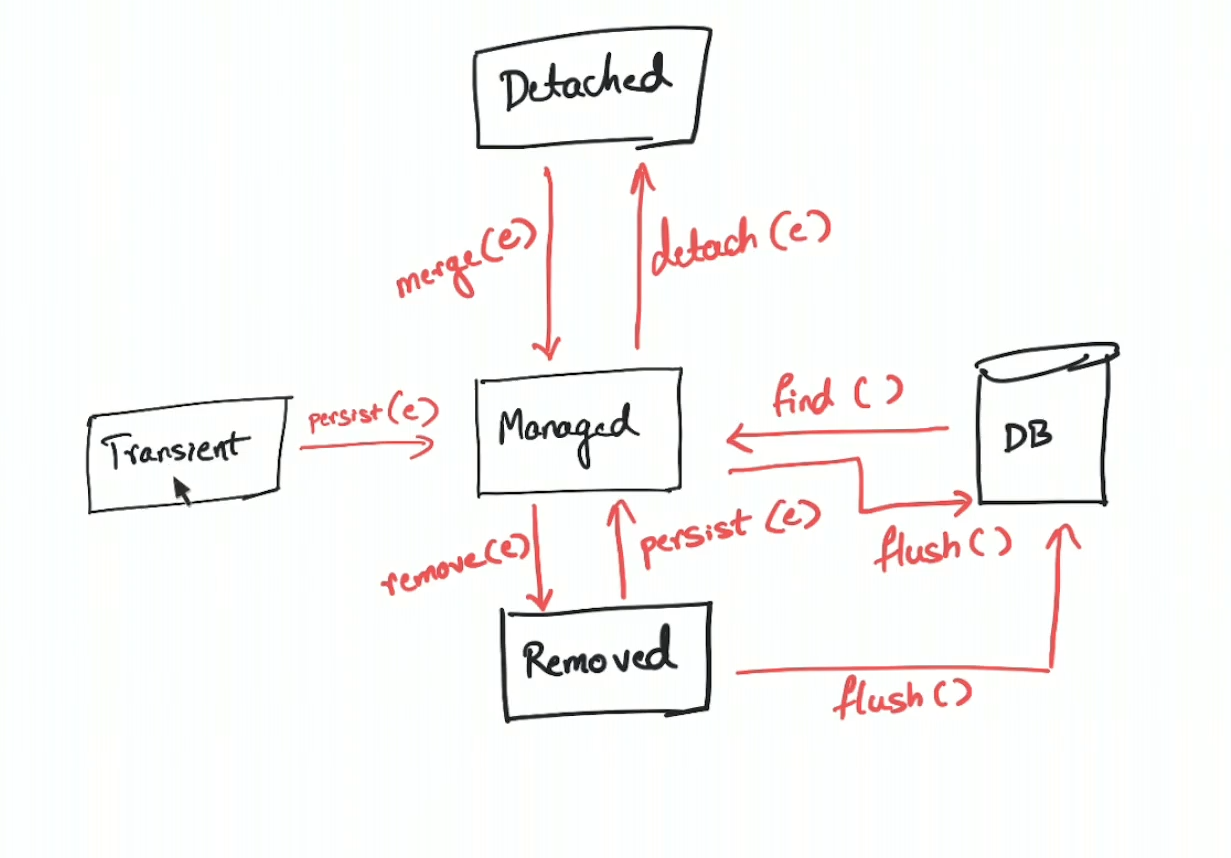 Detached
merge(e)
detach(e)
find()
persist(e)
Transient
Managed
DB
remove(e)
persist(e)
flush()
Removed
flush()